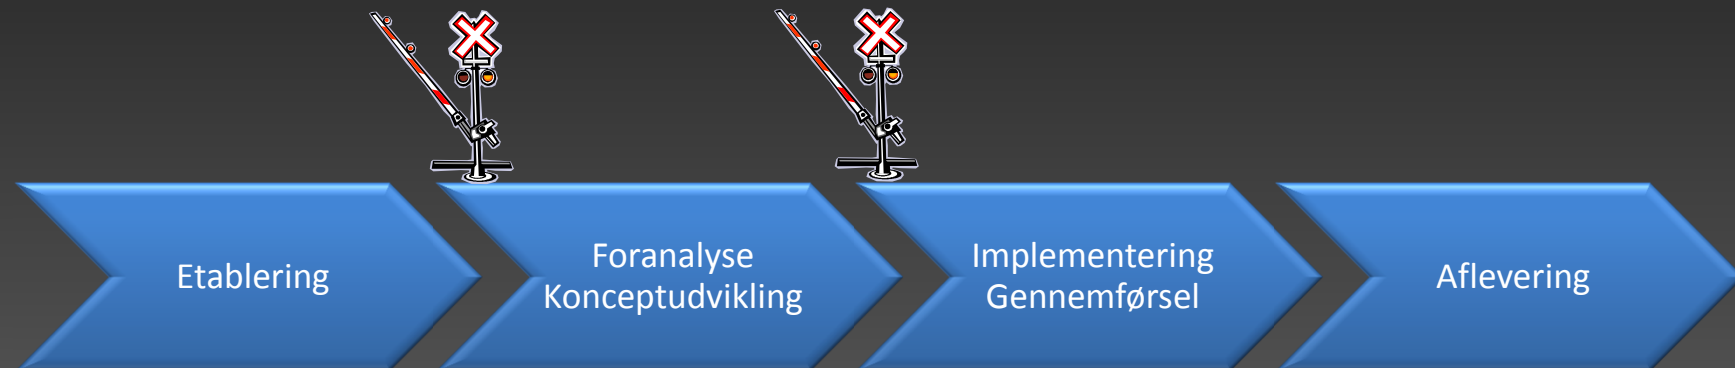 Etablering
Foranalyse
Konceptudvikling
Implementering
Gennemførsel
Aflevering